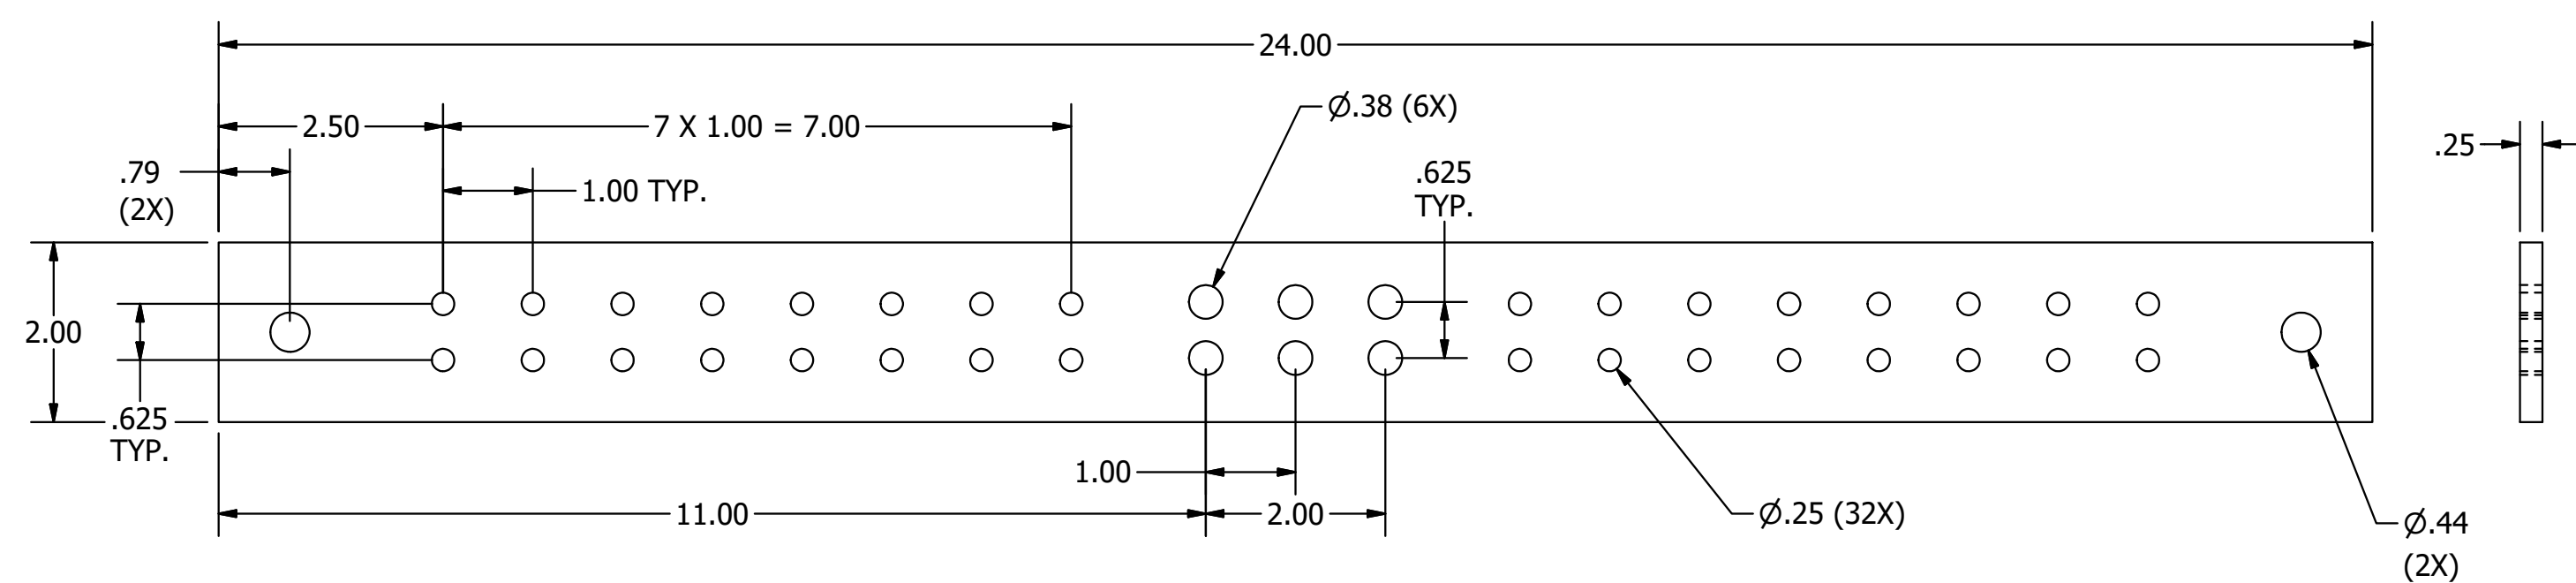 24.00
Ø.38 (6X)
2.50
7 X 1.00 = 7.00
.25
.79
(2X)
1.00 TYP.
.625
TYP.
2.00
.625
TYP.
1.00
11.00
2.00
Ø.25 (32X)
Ø.44
(2X)